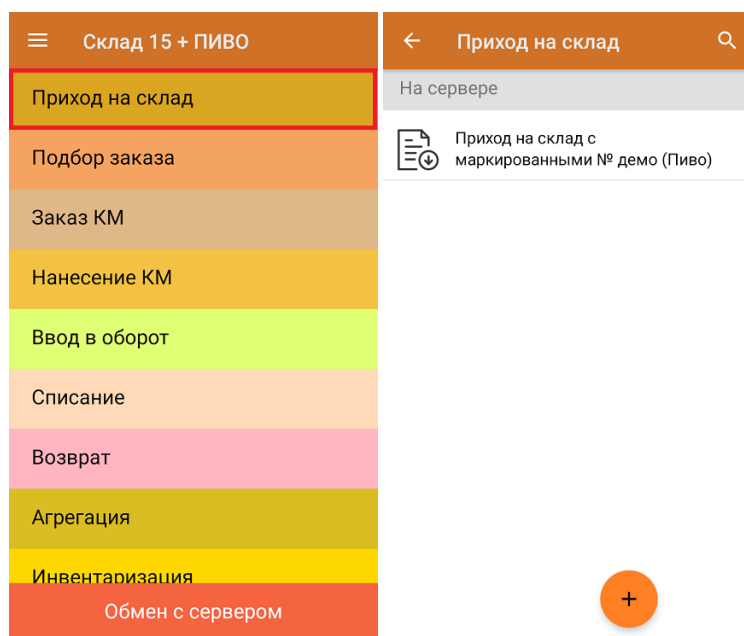 Склад 15 + ПИВО
Приход на склад
Подбор заказа
Заказ КМ
Нанесение КМ
Ввод в оборот
Списание
Возврат
Агрегация
Инвентаризация
Обмен с сервером
Приход на склад
На сервере
Приход на склад с
маркированными № демо (Пиво)
+